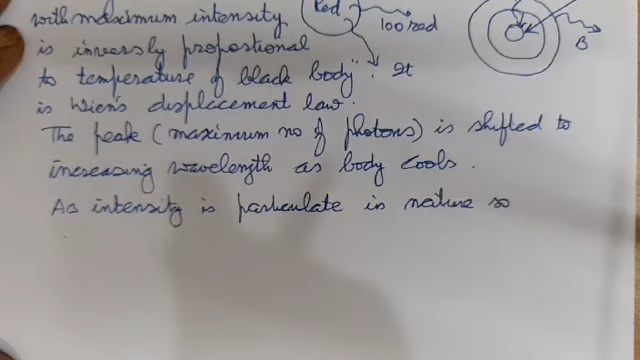 with maximum intensity
Red
100 red
B
is inversly propostional
to temperature of black body". It
is Wien's displacement law.
The peak (maximum no of photons) is shifted to
increasing wavelength as body cools.
As intensity is particulate in nature so